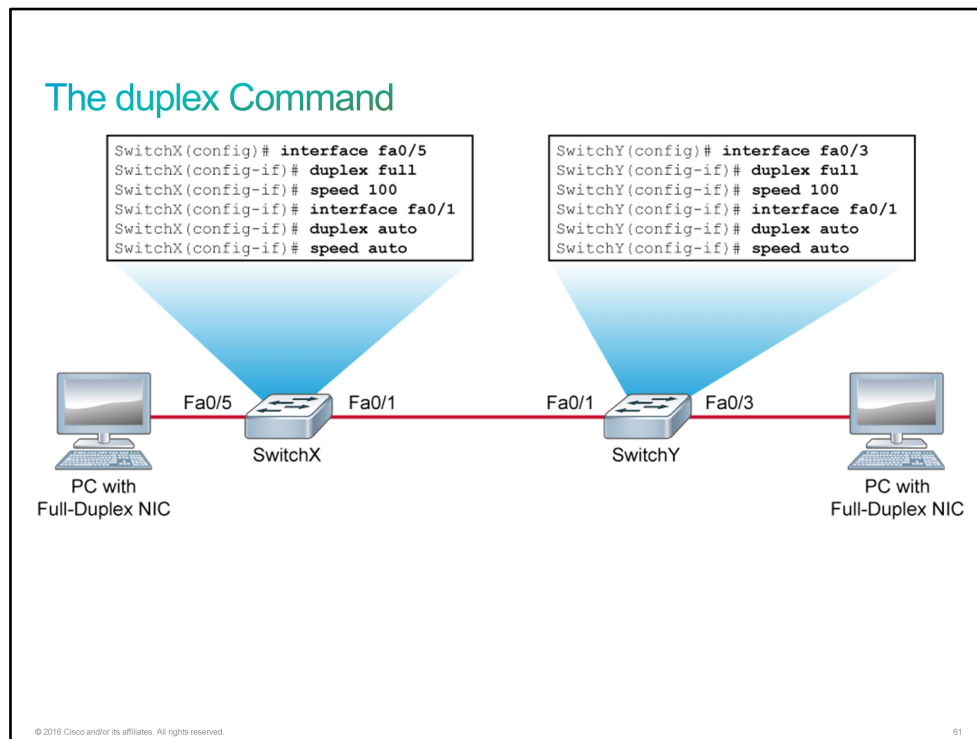 The duplex Command
SwitchX(config)# interface fa0/5
SwitchX(config-if)# duplex full
SwitchX(config-if)# speed 100
SwitchX(config-if)# interface fa0/1
SwitchX(config-if)# duplex auto
SwitchX(config-if)# speed auto
SwitchY(config)# interface fa0/3
SwitchY(config-if)# duplex full
SwitchY(config-if)# speed 100
SwitchY(config-if)# interface fa0/1
SwitchY(config-if)# duplex auto
SwitchY(config-if)# speed auto
Fa0/5
Fa0/1
Fa0/1
Fa0/3
SwitchX
SwitchY
PC with
Full-Duplex NIC
PC with
Full-Duplex NIC
© 2016 Cisco and/or its affiliates. All rights reserved.
61